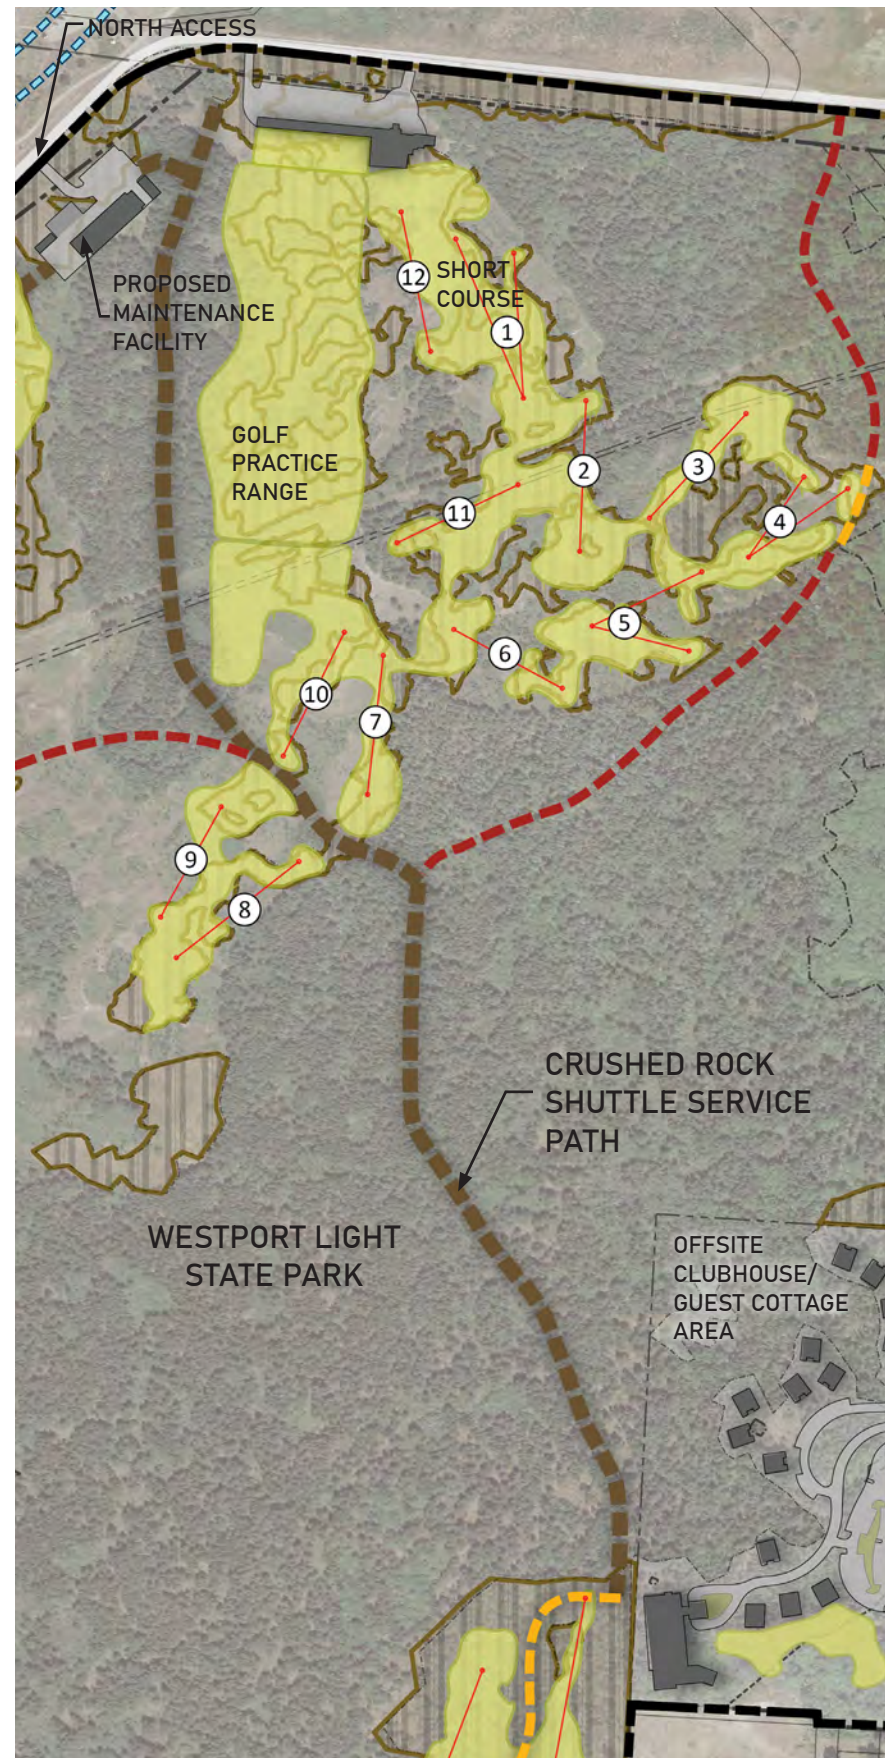 NORTH ACCESS
PROPOSED
MAINTENANCE
FACILITY
12
SHORT
COURSE
1
GOLF
PRACTICE
RANGE
2
3
11
4
5
6
10
7
9
8
CRUSHED ROCK
SHUTTLE SERVICE
PATH
WESTPORT LIGHT
STATE PARK
OFFSITE
CLUBHOUSE/
GUEST COTTAGE
AREA